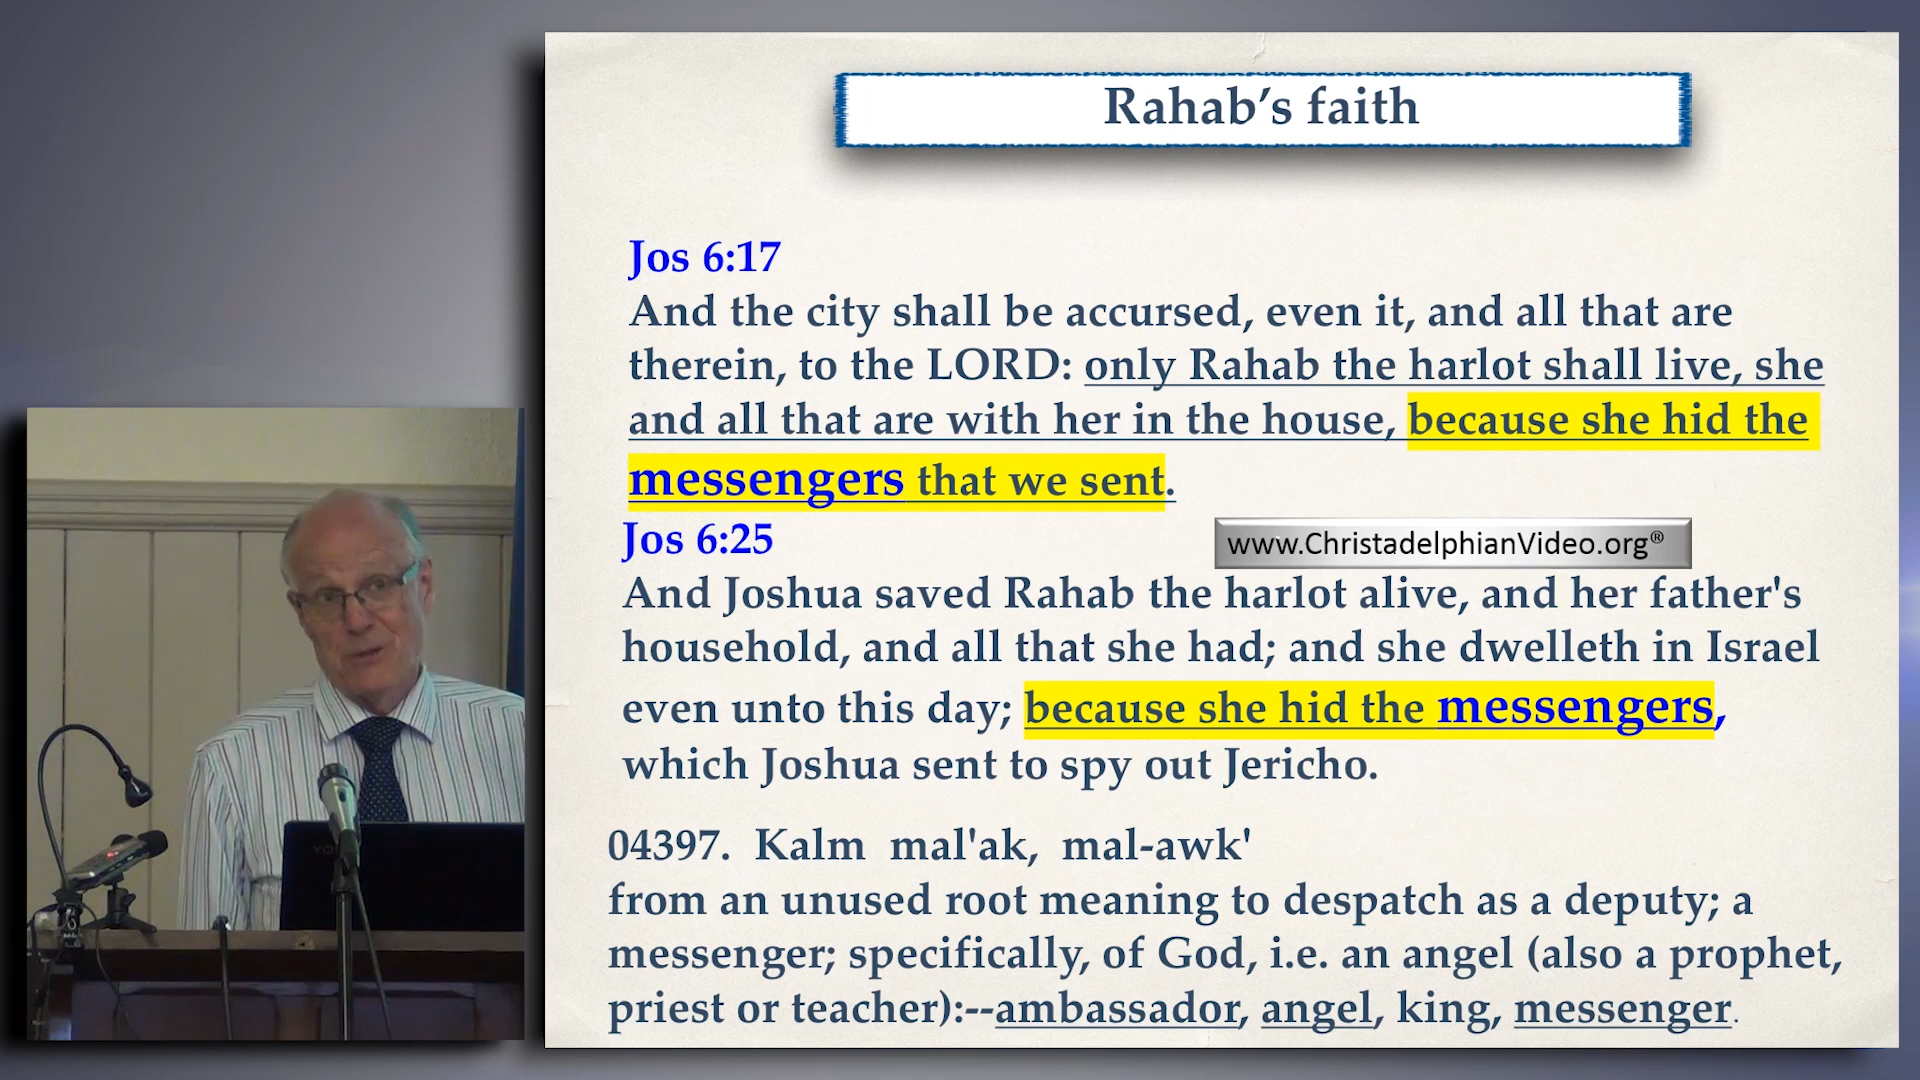 Rahab’s faith
Jos 6:17
And the city shall be accursed, even it, and all that are
therein, to the LORD: only Rahab the harlot shall live, she
and all that are with her in the house, because she hid the
messengers that we sent.
Jos 6:25
www.ChristadelphianVideo.org®
And Joshua saved Rahab the harlot alive, and her father's
household, and all that she had; and she dwelleth in Israel
even unto this day; because she hid the messengers,
which Joshua sent to spy out Jericho.
04397. Kalm mal'ak, mal-awk'
from an unused root meaning to despatch as a deputy; a
messenger; specifically, of God, i.e. an angel (also a prophet,
priest or teacher):--ambassador, angel, king, messenger.